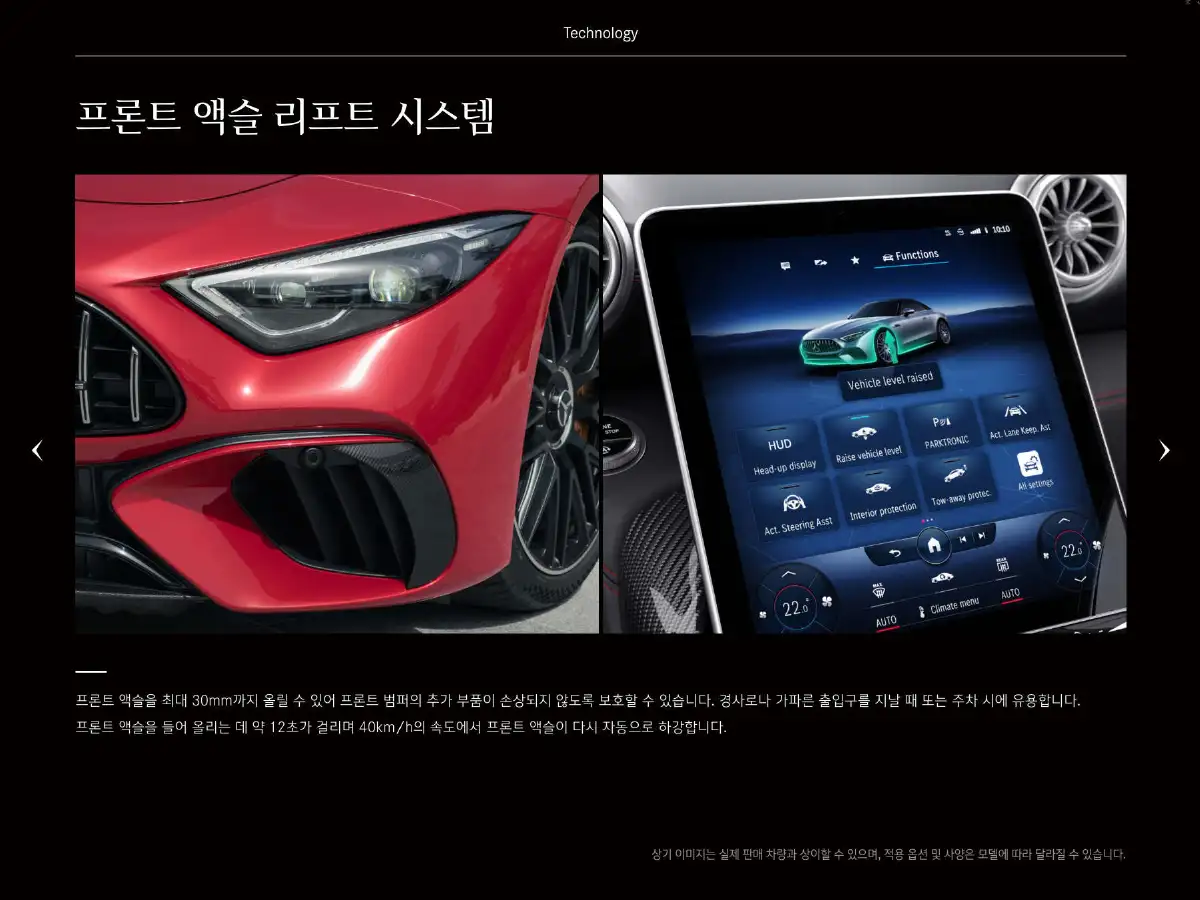 Technology
프론트 액슬 리프트 시스템
10:10
Functions
Vehicle level raised
HUD
Head-up display
Raise vehicle level
PARKTRONIC
Act. Lane Keep. Ast
Act. Steering Asst
Interior protection
Tow-away protec.
All settings
22.0
MAX
REAR
22.0
AUTO
Climate menu
AUTO
STOP
프론트 액슬을 최대 30mm까지 올릴 수 있어 프론트 범퍼의 추가 부품이 손상되지 않도록 보호할 수 있습니다. 경사로나 가파른 출입구를 지날 때 또는 주차 시에 유용합니다.
프론트 액슬을 들어 올리는 데 약 12초가 걸리며 40km/h의 속도에서 프론트 액슬이 다시 자동으로 하강합니다.
상기 이미지는 실제 판매 차량과 상이할 수 있으며, 적용 옵션 및 사양은 모델에 따라 달라질 수 있습니다.